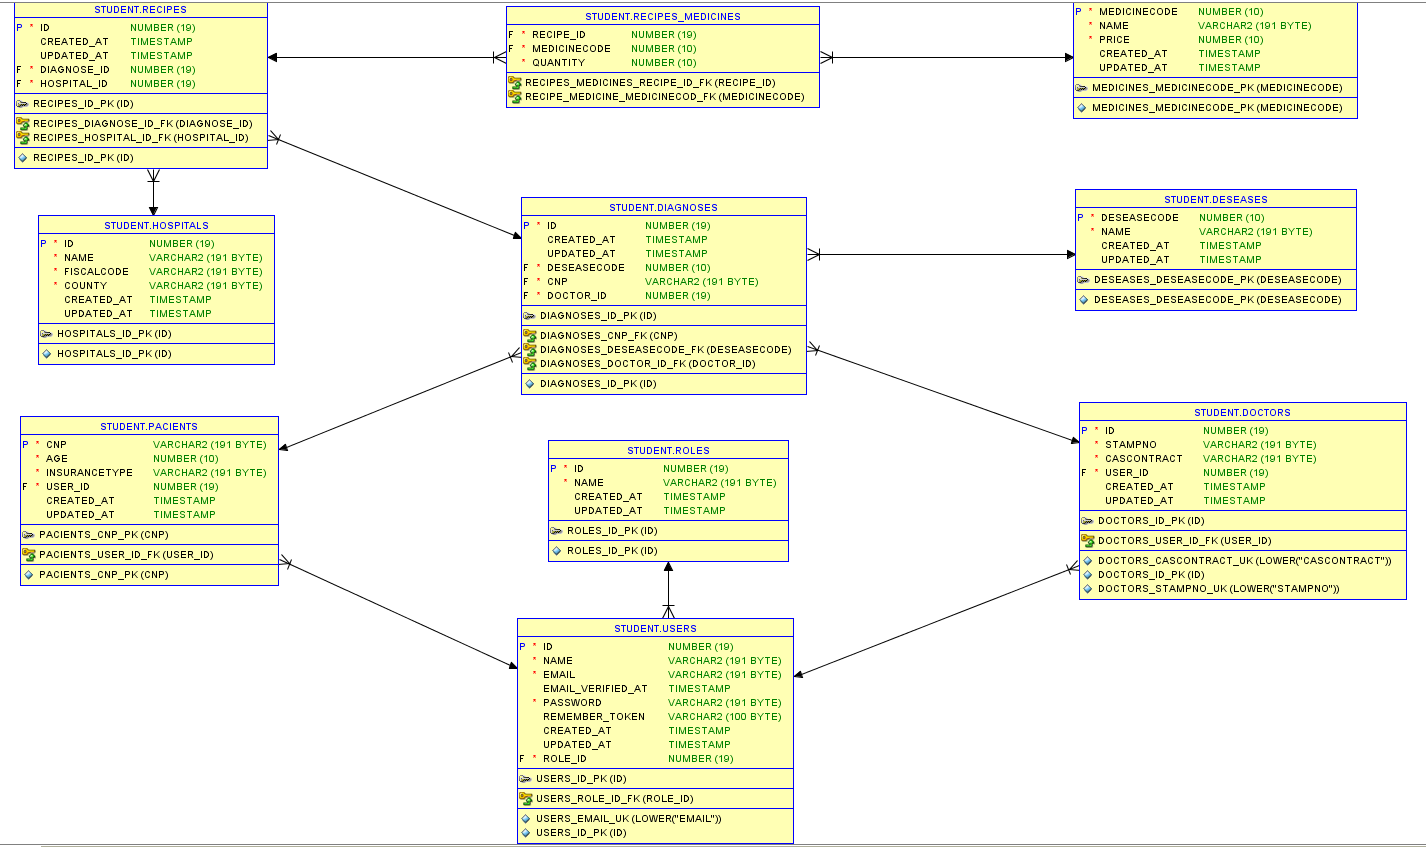 STUDENT.RECIPES
P * ID NUMBER (19)
CREATED_AT TIMESTAMP
UPDATED_AT TIMESTAMP
F * DIAGNOSE_ID NUMBER (19)
F * HOSPITAL_ID NUMBER (19)
RECIPES_ID_PK (ID)
RECIPES_DIAGNOSE_ID_FK (DIAGNOSE_ID)
RECIPES_HOSPITAL_ID_FK (HOSPITAL_ID)
RECIPES_ID_PK (ID)
STUDENT.RECIPES_MEDICINES
F * RECIPE_ID NUMBER (19)
F * MEDICINECODE NUMBER (10)
* QUANTITY NUMBER (10)
RECIPES_MEDICINES_RECIPE_ID_FK (RECIPE_ID)
RECIPE_MEDICINE_MEDICINECOD_FK (MEDICINECODE)
P * MEDICINECODE NUMBER (10)
* NAME VARCHAR2 (191 BYTE)
* PRICE NUMBER (10)
CREATED_AT TIMESTAMP
UPDATED_AT TIMESTAMP
MEDICINES_MEDICINECODE_PK (MEDICINECODE)
MEDICINES_MEDICINECODE_PK (MEDICINECODE)
STUDENT.HOSPITALS
P * ID NUMBER (19)
* NAME VARCHAR2 (191 BYTE)
* FISCALCODE VARCHAR2 (191 BYTE)
* COUNTY VARCHAR2 (191 BYTE)
CREATED_AT TIMESTAMP
UPDATED_AT TIMESTAMP
HOSPITALS_ID_PK (ID)
HOSPITALS_ID_PK (ID)
STUDENT.DIAGNOSES
P * ID NUMBER (19)
CREATED_AT TIMESTAMP
UPDATED_AT TIMESTAMP
F * DESEASECODE NUMBER (10)
F * CNP VARCHAR2 (191 BYTE)
F * DOCTOR_ID NUMBER (19)
DIAGNOSES_ID_PK (ID)
DIAGNOSES_CNP_FK (CNP)
DIAGNOSES_DESEASECODE_FK (DESEASECODE)
DIAGNOSES_DOCTOR_ID_FK (DOCTOR_ID)
DIAGNOSES_ID_PK (ID)
STUDENT.DESEASES
P * DESEASECODE NUMBER (10)
* NAME VARCHAR2 (191 BYTE)
CREATED_AT TIMESTAMP
UPDATED_AT TIMESTAMP
DESEASES_DESEASECODE_PK (DESEASECODE)
DESEASES_DESEASECODE_PK (DESEASECODE)
STUDENT.PACIENTS
P * CNP VARCHAR2 (191 BYTE)
* AGE NUMBER (10)
* INSURANCETYPE VARCHAR2 (191 BYTE)
F * USER_ID NUMBER (19)
CREATED_AT TIMESTAMP
UPDATED_AT TIMESTAMP
PACIENTS_CNP_PK (CNP)
PACIENTS_USER_ID_FK (USER_ID)
PACIENTS_CNP_PK (CNP)
STUDENT.ROLES
P * ID NUMBER (19)
* NAME VARCHAR2 (191 BYTE)
CREATED_AT TIMESTAMP
UPDATED_AT TIMESTAMP
ROLES_ID_PK (ID)
ROLES_ID_PK (ID)
STUDENT.DOCTORS
P * ID NUMBER (19)
* STAMPNO VARCHAR2 (191 BYTE)
* CASCONTRACT VARCHAR2 (191 BYTE)
F * USER_ID NUMBER (19)
CREATED_AT TIMESTAMP
UPDATED_AT TIMESTAMP
DOCTORS_ID_PK (ID)
DOCTORS_USER_ID_FK (USER_ID)
DOCTORS_CASCONTRACT_UK (LOWER("CASCONTRACT"))
DOCTORS_ID_PK (ID)
DOCTORS_STAMPNO_UK (LOWER("STAMPNO"))
STUDENT.USERS
P * ID NUMBER (19)
* NAME VARCHAR2 (191 BYTE)
* EMAIL VARCHAR2 (191 BYTE)
EMAIL_VERIFIED_AT TIMESTAMP
* PASSWORD VARCHAR2 (191 BYTE)
REMEMBER_TOKEN VARCHAR2 (100 BYTE)
CREATED_AT TIMESTAMP
UPDATED_AT TIMESTAMP
F * ROLE_ID NUMBER (19)
USERS_ID_PK (ID)
USERS_ROLE_ID_FK (ROLE_ID)
USERS_EMAIL_UK (LOWER("EMAIL"))
USERS_ID_PK (ID)